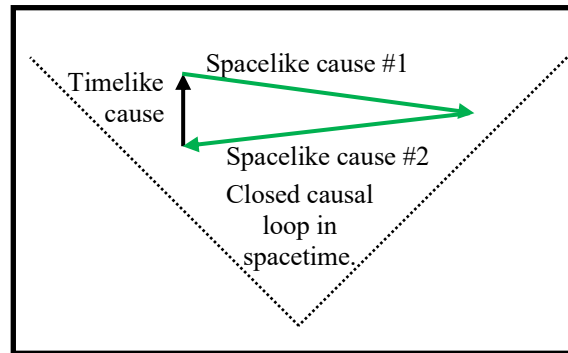 Spacelike cause #1
Timelike
cause
Spacelike cause #2
Closed causal
loop in
spacetime.